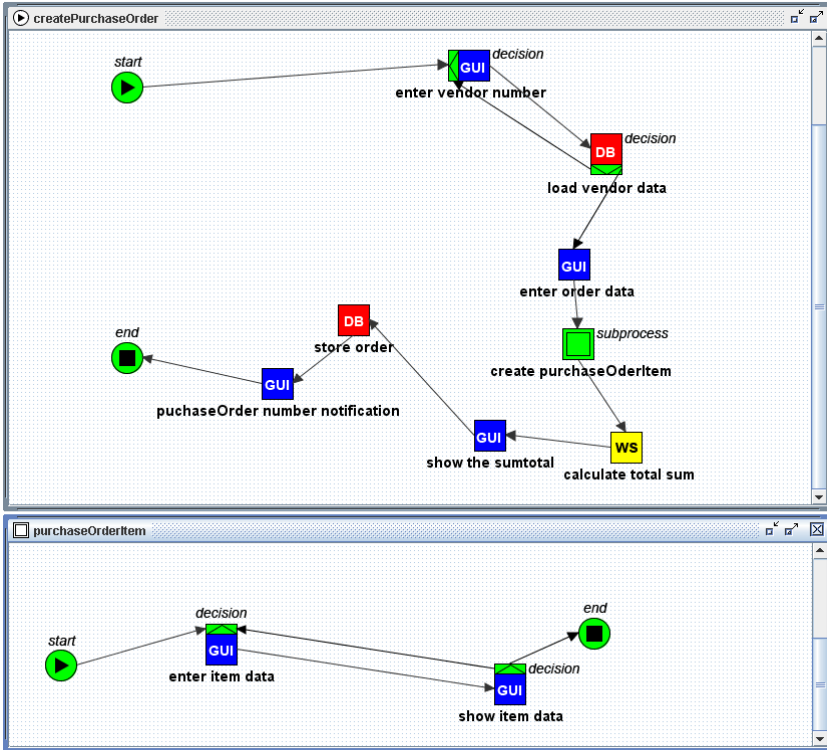 createPurchaseOrder
start
decision
GUI
enter vendor number
decision
DB
load vendor data
GUI
enter order data
end
DB
store order
subprocess
create purchaseOderItem
GUI
puchaseOrder number notification
GUI
show the sumtotal
WS
calculate total sum
purchaseOrderItem
start
decision
GUI
enter item data
end
decision
GUI
show item data